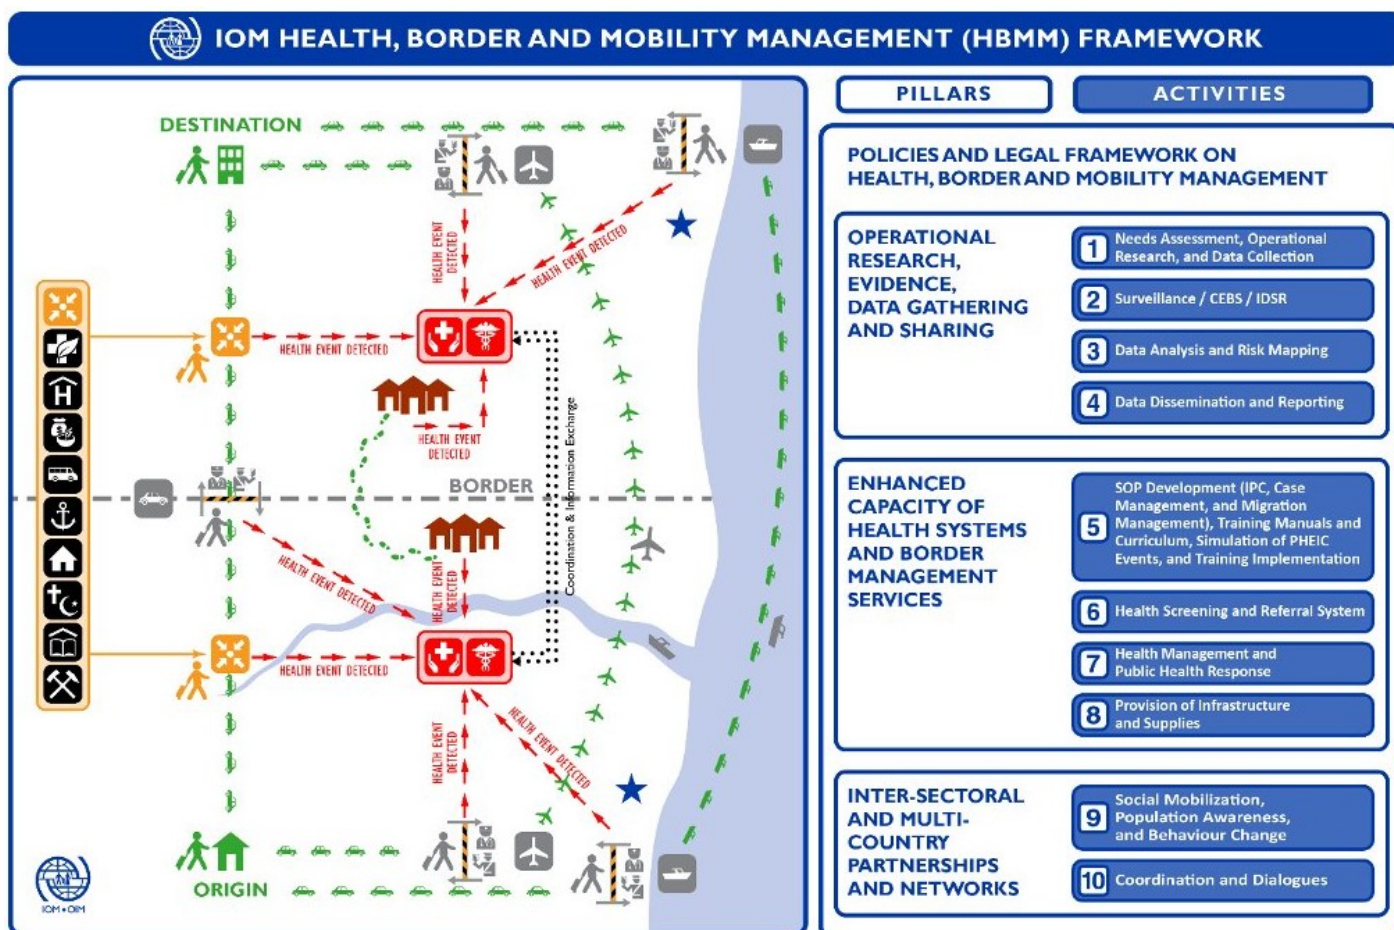 IOM HEALTH, BORDER AND MOBILITY MANAGEMENT (HBMM) FRAMEWORK
DESTINATION
HEALTH EVENT
DETECTED
HEALTH EVENT DETECTED
HEALTH EVENT DETECTED
HEALTH EVENT
DETECTED
BORDER
Coordination & Information Exchange
HEALTH EVENT DETECTED
HEALTH EVENT
DETECTED
HEALTH EVENT DETECTED
HEALTH EVENT
DETECTED
HEALTH EVENT DETECTED
ORIGIN
IOM • OIM
PILLARS
ACTIVITIES
POLICIES AND LEGAL FRAMEWORK ON
HEALTH, BORDER AND MOBILITY MANAGEMENT
OPERATIONAL
RESEARCH,
EVIDENCE,
DATA GATHERING
AND SHARING
1 Needs Assessment, Operational
Research, and Data Collection
2 Surveillance / CEBS / IDSR
3 Data Analysis and Risk Mapping
4 Data Dissemination and Reporting
ENHANCED
CAPACITY OF
HEALTH SYSTEMS
AND BORDER
MANAGEMENT
SERVICES
5 SOP Development (IPC, Case
Management, and Migration
Management), Training Manuals and
Curriculum, Simulation of PHEIC
Events, and Training Implementation
6 Health Screening and Referral System
7 Health Management and
Public Health Response
8 Provision of Infrastructure
and Supplies
INTER-SECTORAL
AND MULTI-
COUNTRY
PARTNERSHIPS
AND NETWORKS
9 Social Mobilization,
Population Awareness,
and Behaviour Change
10 Coordination and Dialogues